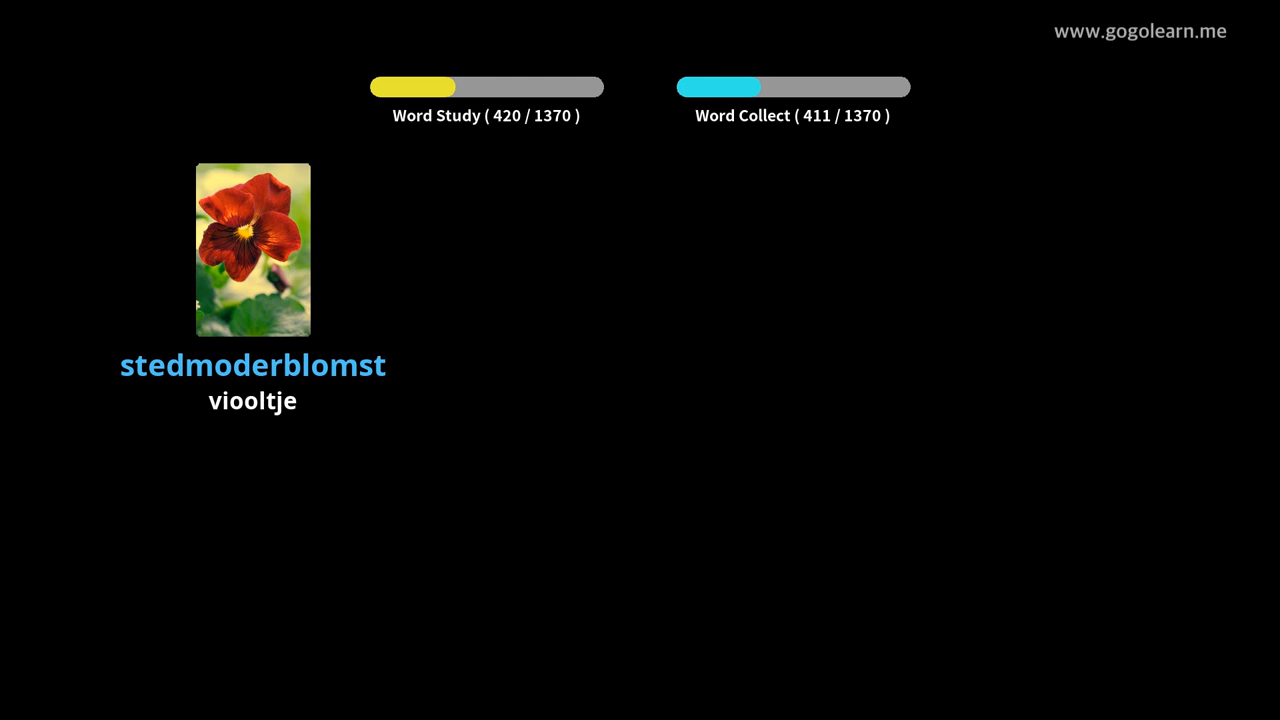 www.gogolearn.me
Word Study ( 420 / 1370 )
Word Collect ( 411 / 1370 )
stedmoderblomst
viooltje